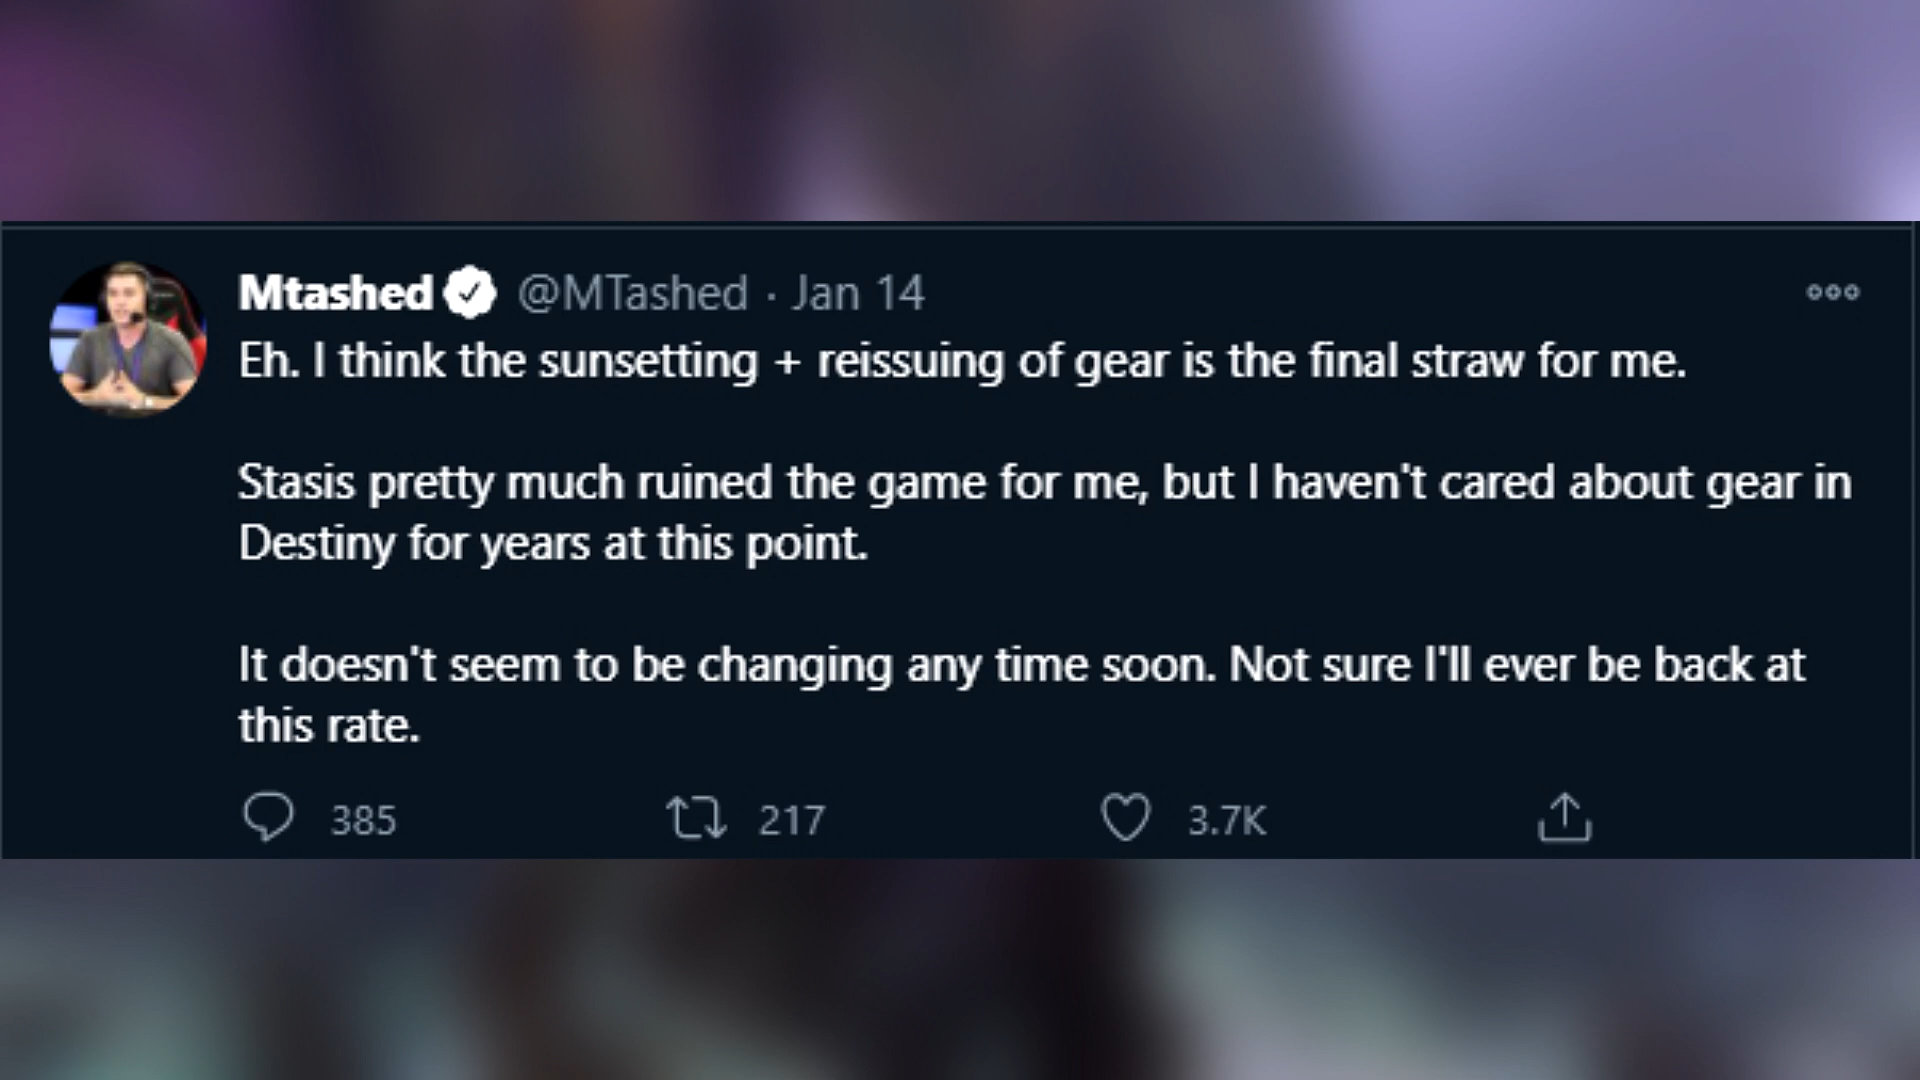 Mtashed @MTashed · Jan 14
Eh. I think the sunsetting + reissuing of gear is the final straw for me.
Stasis pretty much ruined the game for me, but I haven't cared about gear in
Destiny for years at this point.
It doesn't seem to be changing any time soon. Not sure I'll ever be back at
this rate.
385 217 3.7K